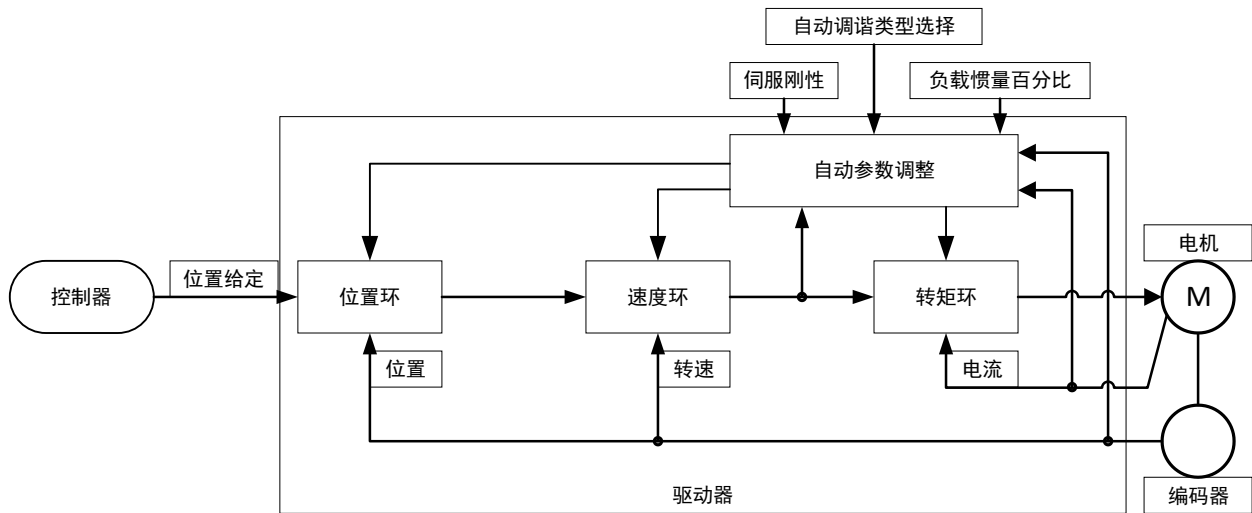 自动调谐类型选择
伺服刚性
负载惯量百分比
自动参数调整
电机
控制器
位置给定
位置环
速度环
转矩环
M
位置
转速
电流
驱动器
编码器